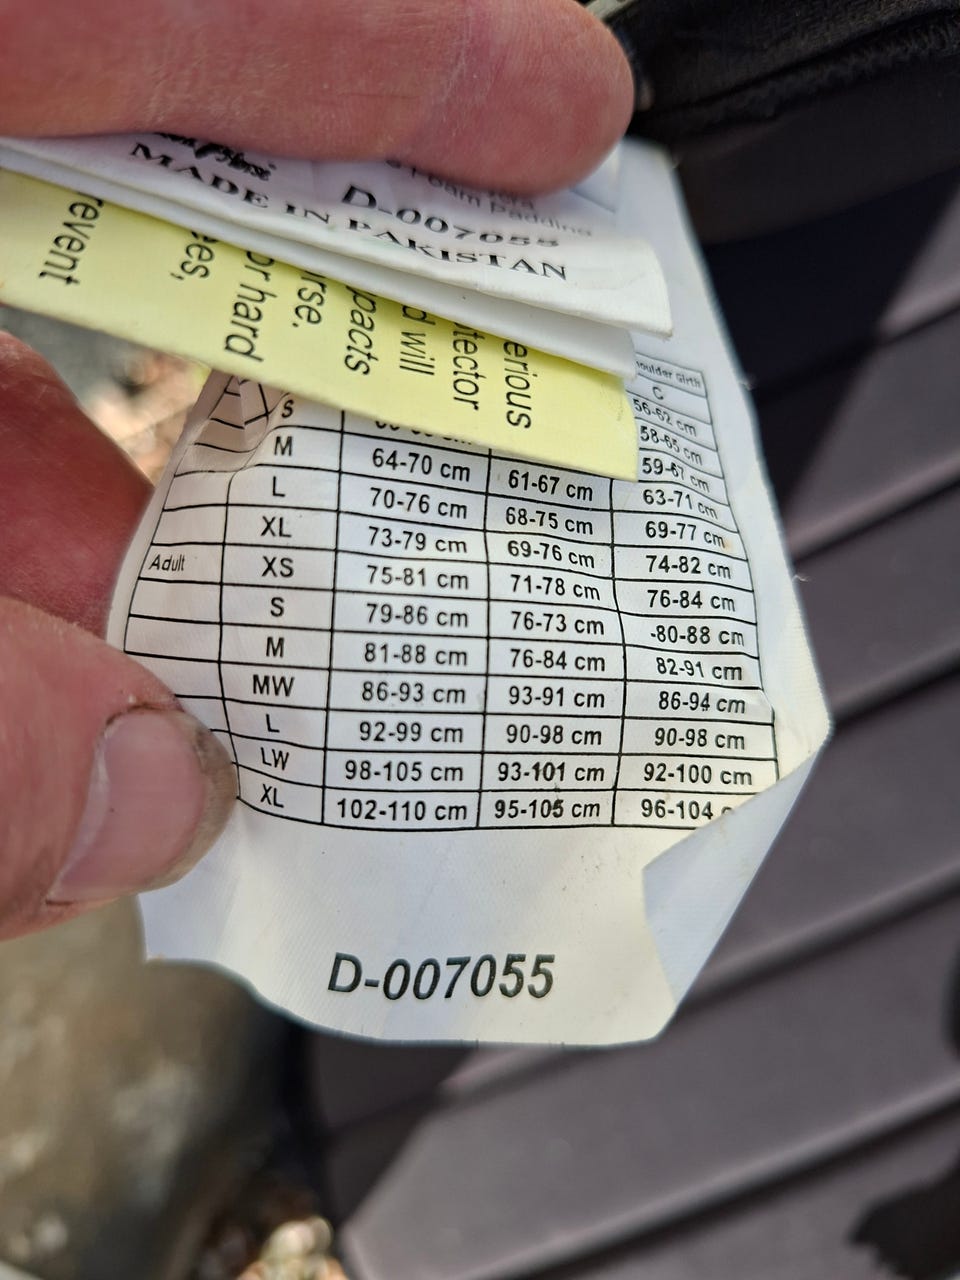 Foam Padding
D-007055
MADE IN PAKISTAN
erious
tector
d will
pacts
rse.
or hard
ees,
revent
oulder Girth
C
56-62 cm
S 58-65 cm
M 59-67 cm
64-70 cm 61-67 cm 63-71 cm
L 70-76 cm 68-75 cm 69-77 cm
XL 73-79 cm 69-76 cm 74-82 cm
Adult XS 75-81 cm 71-78 cm 76-84 cm
S 79-86 cm 76-73 cm -80-88 cm
M 81-88 cm 76-84 cm 82-91 cm
MW 86-93 cm 93-91 cm 86-94 cm
L 92-99 cm 90-98 cm 90-98 cm
LW 98-105 cm 93-101 cm 92-100 cm
XL 102-110 cm 95-105 cm 96-104
D-007055